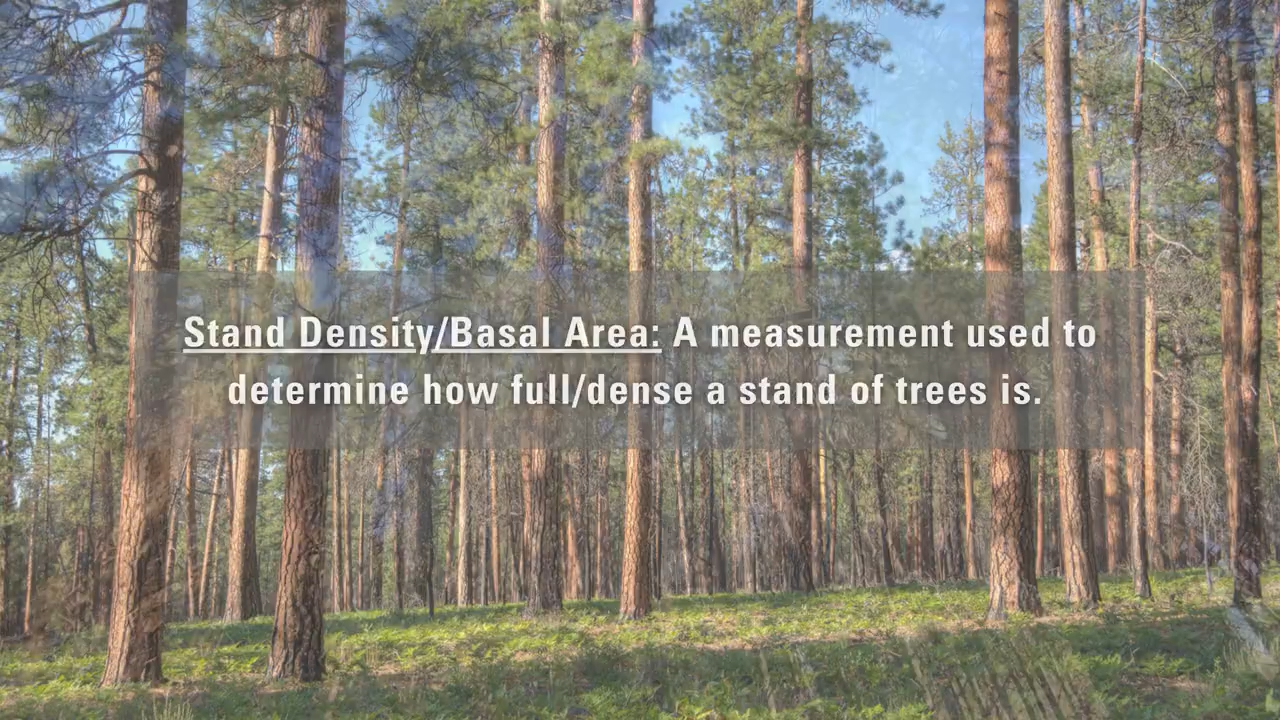 Stand Density/Basal Area: A measurement used to
determine how full/dense a stand of trees is.